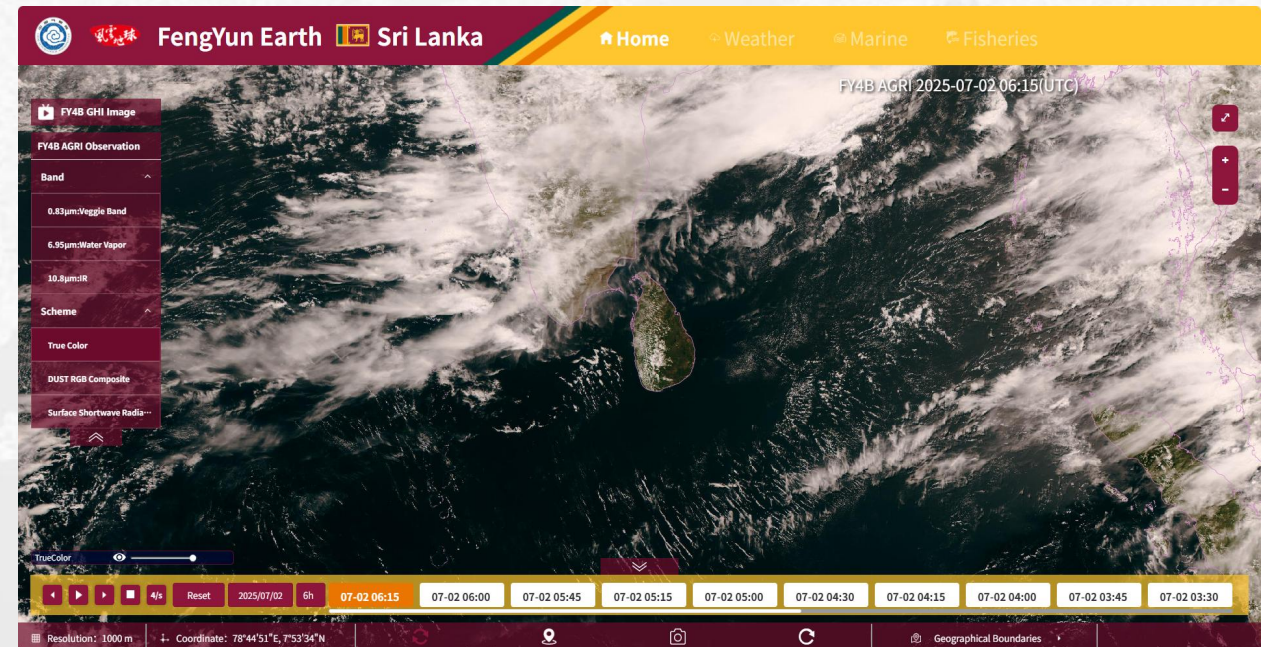 風雲地球 FengYun Earth Sri Lanka
Home Weather Marine Fisheries
FY4B AGRI 2025-07-02 06:15(UTC)
FY4B GHI Image
FY4B AGRI Observation
Band
0.83μm:Veggie Band
6.95μm:Water Vapor
10.8μm:IR
Scheme
True Color
DUST RGB Composite
Surface Shortwave Radia···
+
−
TrueColor
4/s Reset 2025/07/02 6h 07-02 06:15 07-02 06:00 07-02 05:45 07-02 05:15 07-02 05:00 07-02 04:30 07-02 04:15 07-02 04:00 07-02 03:45 07-02 03:30
Resolution: 1000 m Coordinate: 78°44'51"E, 7°53'34"N Geographical Boundaries